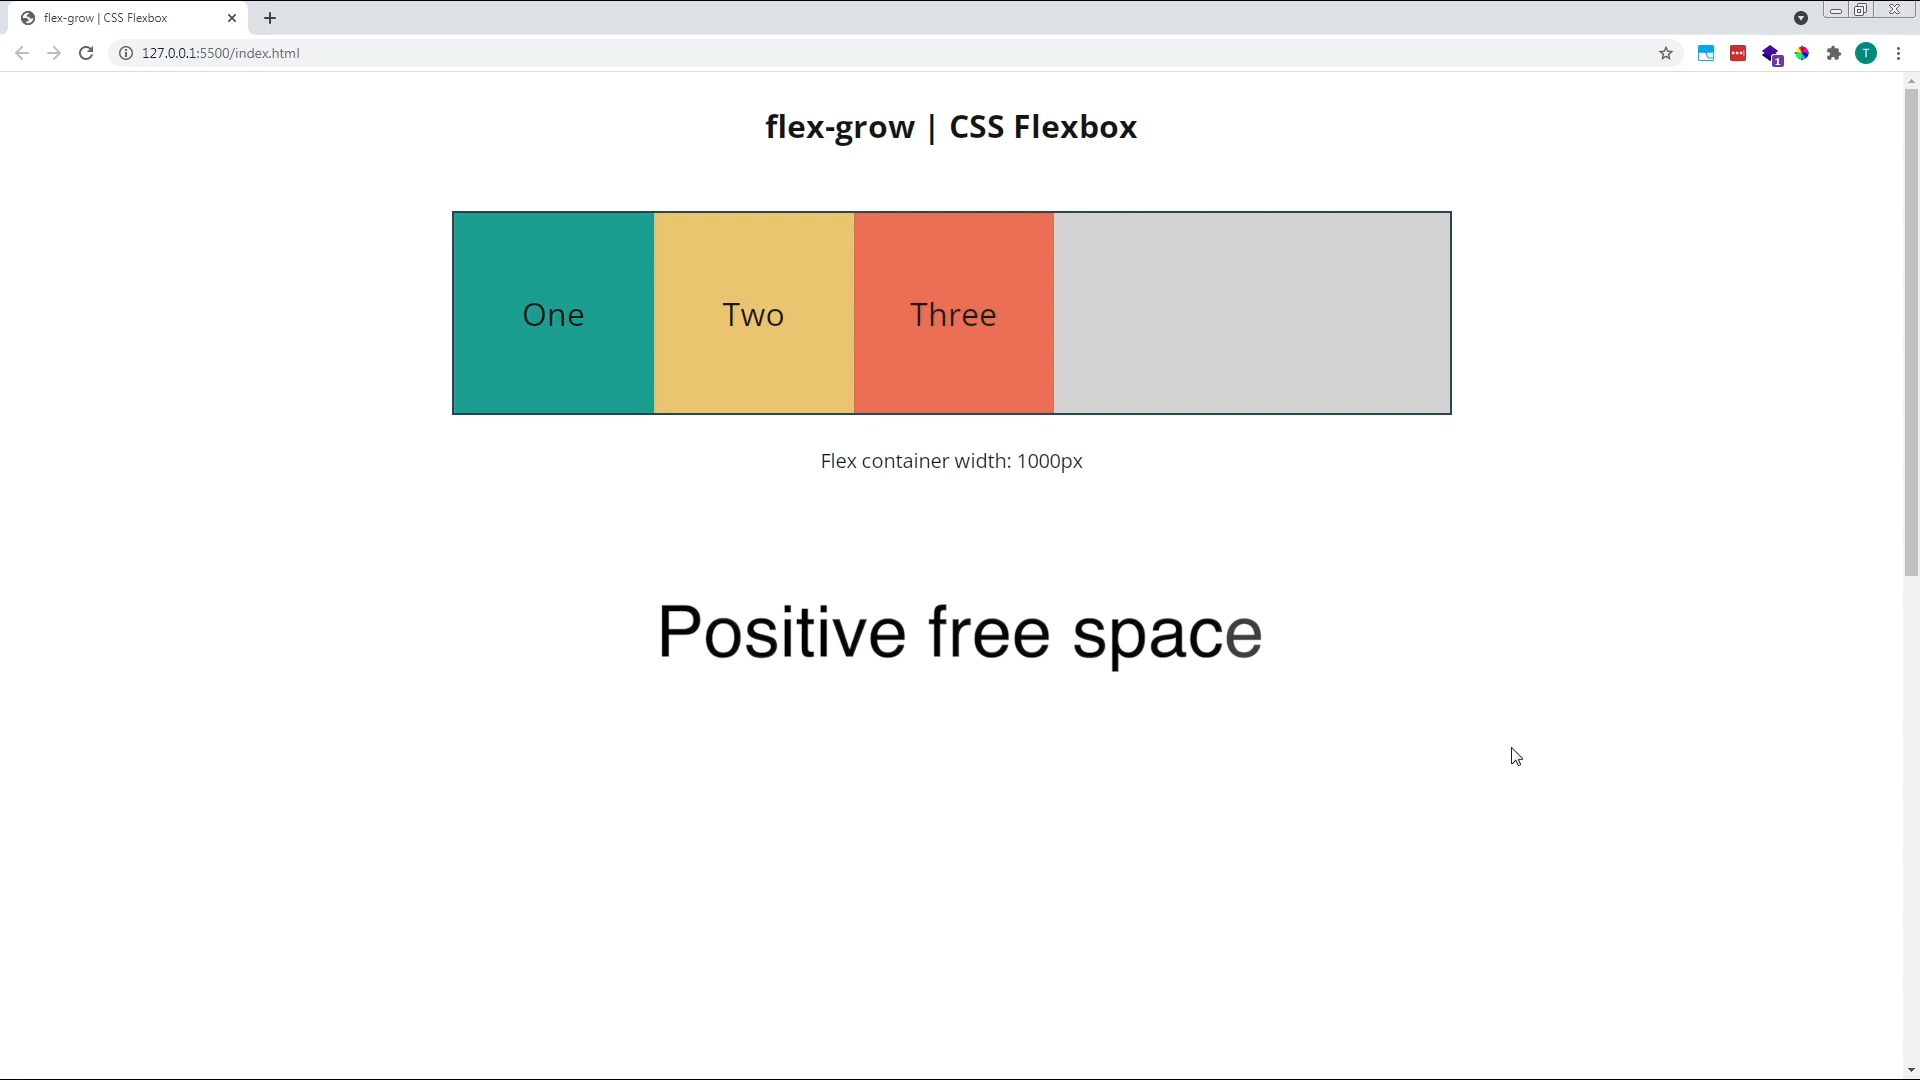 flex-grow | CSS Flexbox
127.0.0.1:5500/index.html
1
T
flex-grow | CSS Flexbox
One Two Three
Flex container width: 1000px
Positive free space